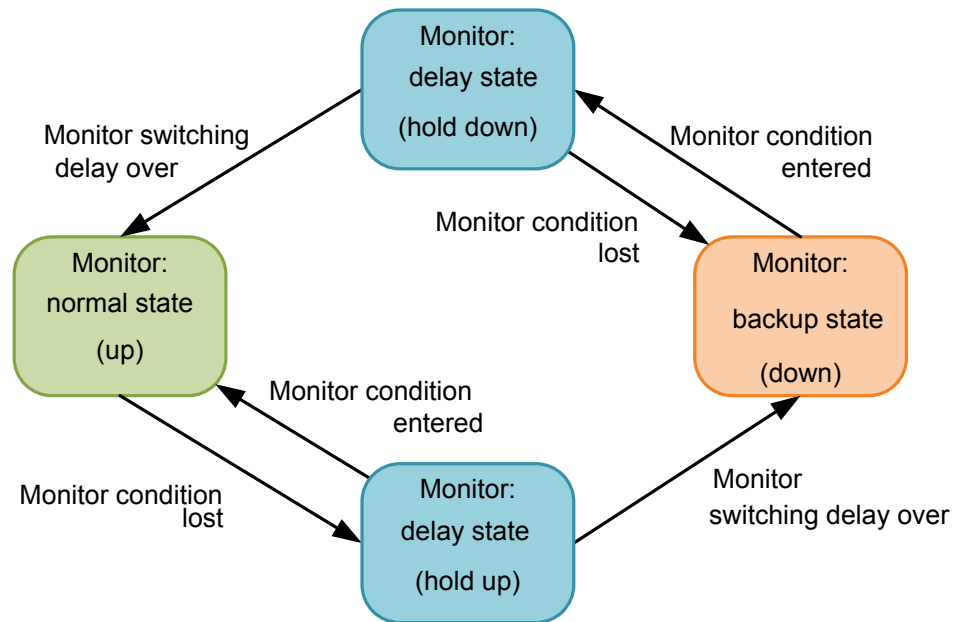 Monitor:
delay state
(hold down)
Monitor switching
delay over
Monitor condition
entered
Monitor condition
lost
Monitor:
normal state
(up)
Monitor:
backup state
(down)
Monitor condition
entered
Monitor condition
lost
Monitor:
delay state
(hold up)
Monitor
switching delay over